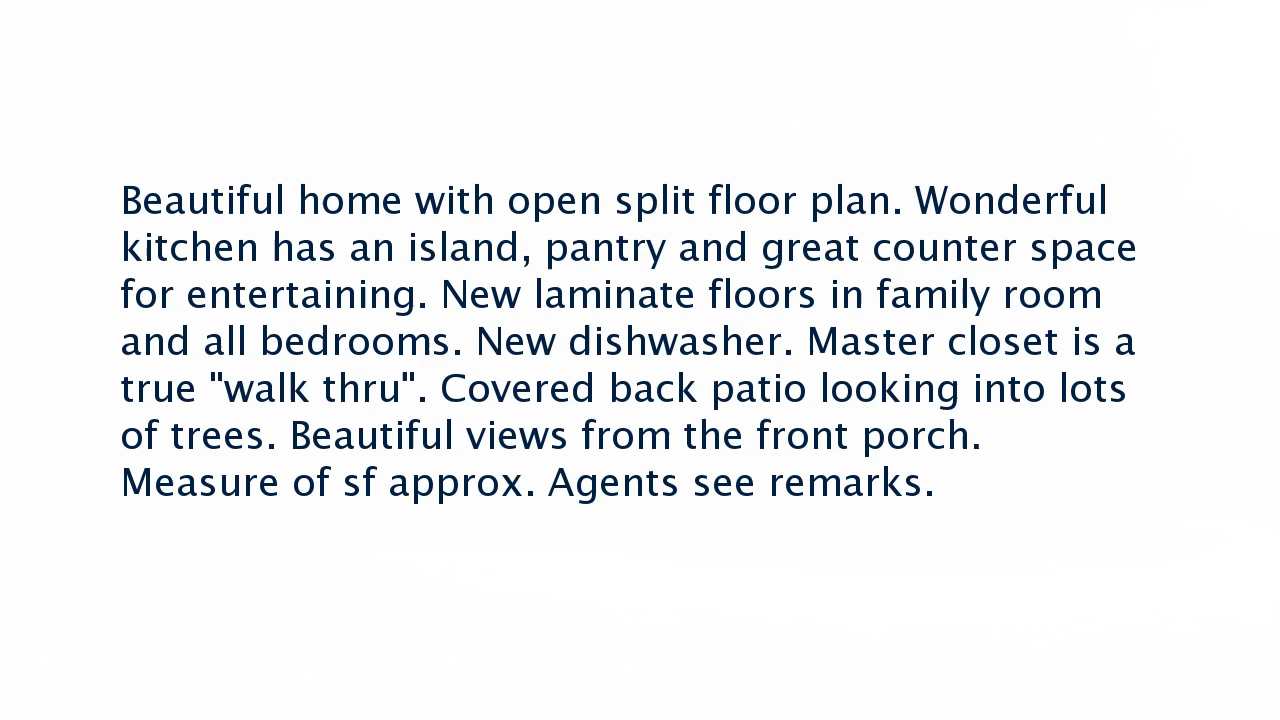 Beautiful home with open split floor plan. Wonderful
kitchen has an island, pantry and great counter space
for entertaining. New laminate floors in family room
and all bedrooms. New dishwasher. Master closet is a
true "walk thru". Covered back patio looking into lots
of trees. Beautiful views from the front porch.
Measure of sf approx. Agents see remarks.